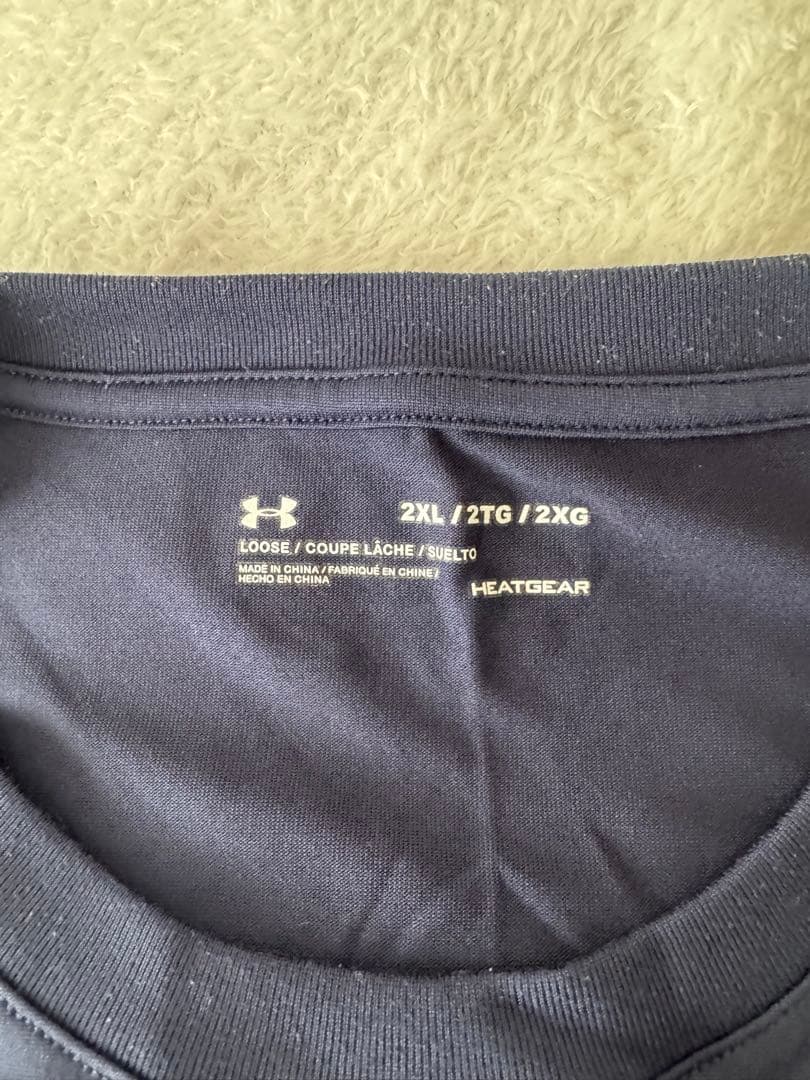 2XL / 2TG / 2XG
LOOSE / COUPE LÂCHE / SUELTO
MADE IN CHINA / FABRIQUÉ EN CHINE /
HECHO EN CHINA
HEATGEAR